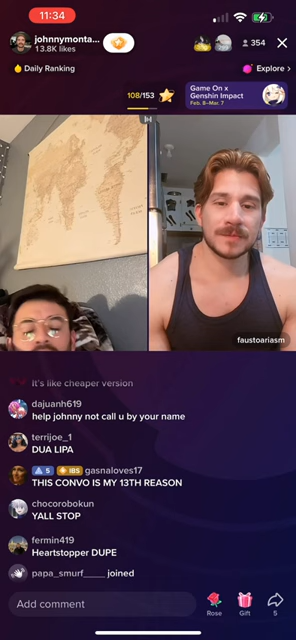 11:34
johnnymonta...
13.8K likes
354
Daily Ranking
Explore >
108/153
Game On x
Genshin Impact
Feb. 8–Mar. 7
faustoariasm
It's like cheaper version
dajuanh619
help johnny not call u by your name
terrijoe_1
DUA LIPA
5 IBS gasnaloves17
THIS CONVO IS MY 13TH REASON
chocorobokun
YALL STOP
fermin419
Heartstopper DUPE
papa_smurf____ joined
Add comment
Rose
Gift
5